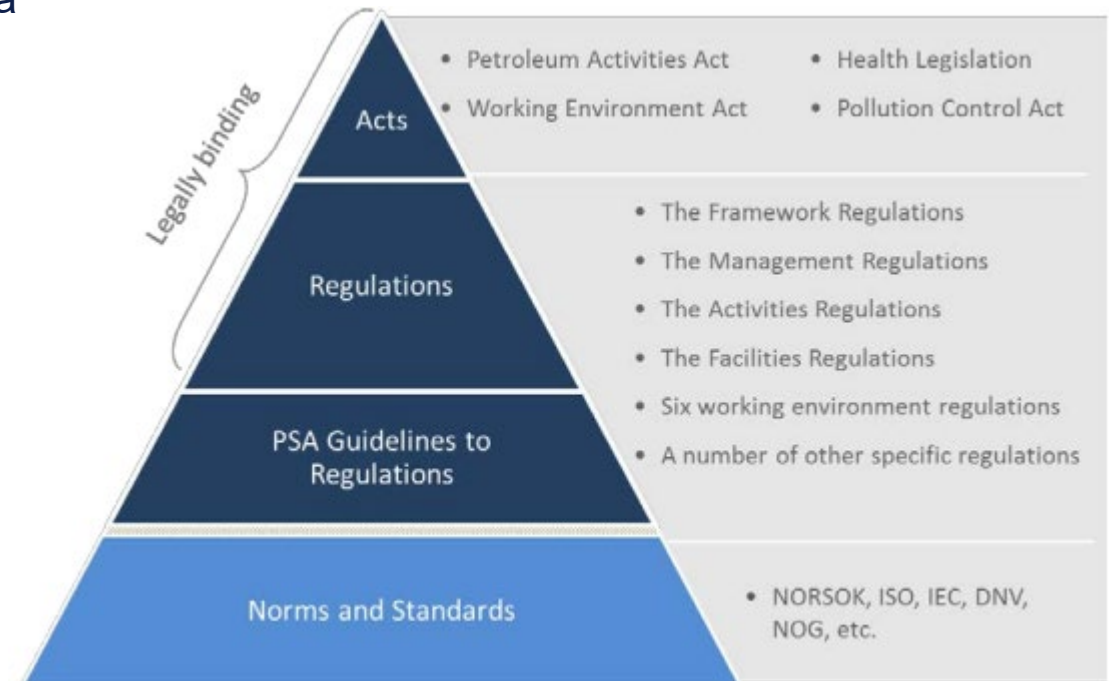 a
Legally binding
Acts
• Petroleum Activities Act
• Health Legislation
• Working Environment Act
• Pollution Control Act
Regulations
• The Framework Regulations
• The Management Regulations
• The Activities Regulations
• The Facilities Regulations
• Six working environment regulations
• A number of other specific regulations
PSA Guidelines to
Regulations
Norms and Standards
• NORSOK, ISO, IEC, DNV,
NOG, etc.